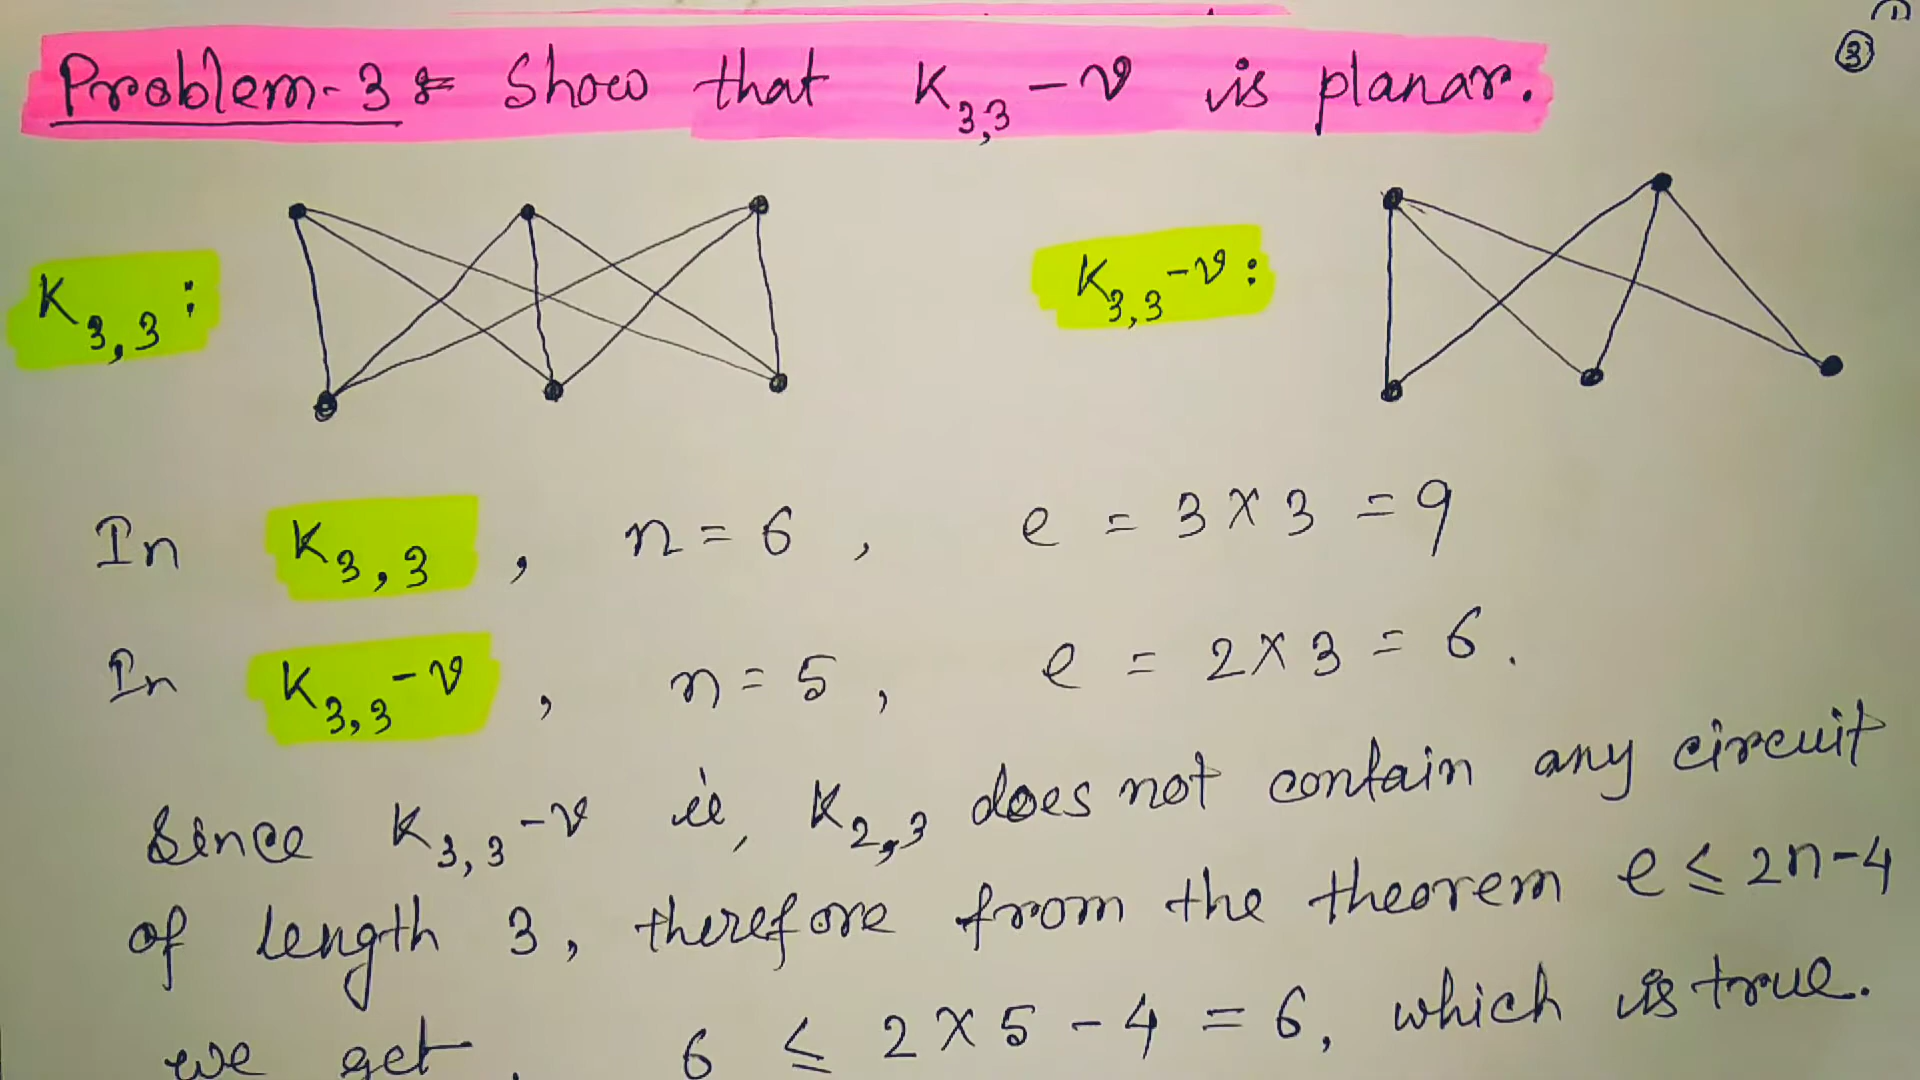 ③
Problem-3 :- Show that K₃,₃ - v is planar.
K₃,₃ :
K₃,₃ - v :
In K₃,₃ , n = 6 , e = 3 × 3 = 9
In K₃,₃ - v , n = 5 , e = 2 × 3 = 6 .
Since K₃,₃ - v ie, K₂,₃ does not contain any circuit
of length 3 , therefore from the theorem e ≤ 2n-4
we get , 6 ≤ 2 × 5 - 4 = 6 , which is true.